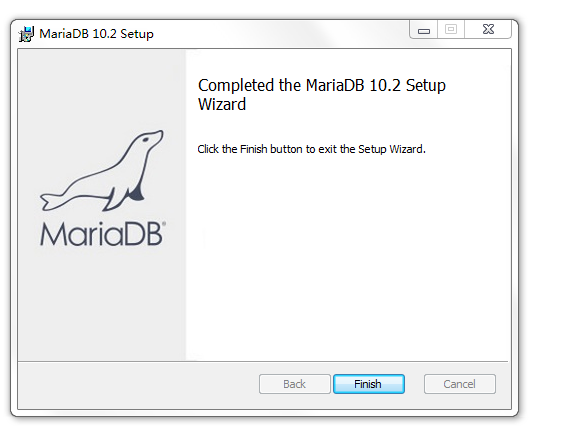 MariaDB 10.2 Setup
Completed the MariaDB 10.2 Setup
Wizard
Click the Finish button to exit the Setup Wizard.
MariaDB®
Back
Finish
Cancel